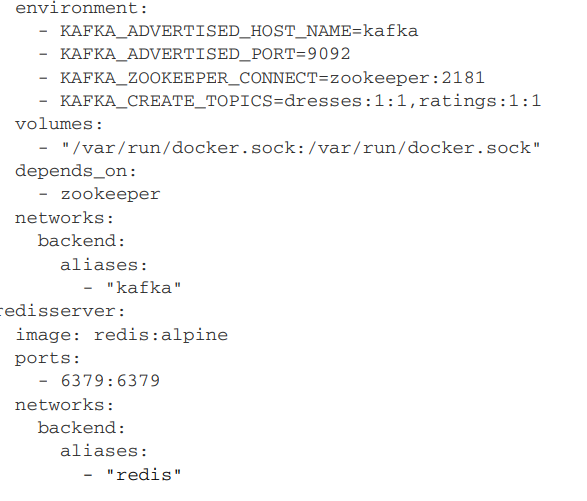 environment:
- KAFKA_ADVERTISED_HOST_NAME=kafka
- KAFKA_ADVERTISED_PORT=9092
- KAFKA_ZOOKEEPER_CONNECT=zookeeper:2181
- KAFKA_CREATE_TOPICS=dresses:1:1,ratings:1:1
volumes:
- "/var/run/docker.sock:/var/run/docker.sock"
depends_on:
- zookeeper
networks:
backend:
aliases:
- "kafka"
redisserver:
image: redis:alpine
ports:
- 6379:6379
networks:
backend:
aliases:
- "redis"